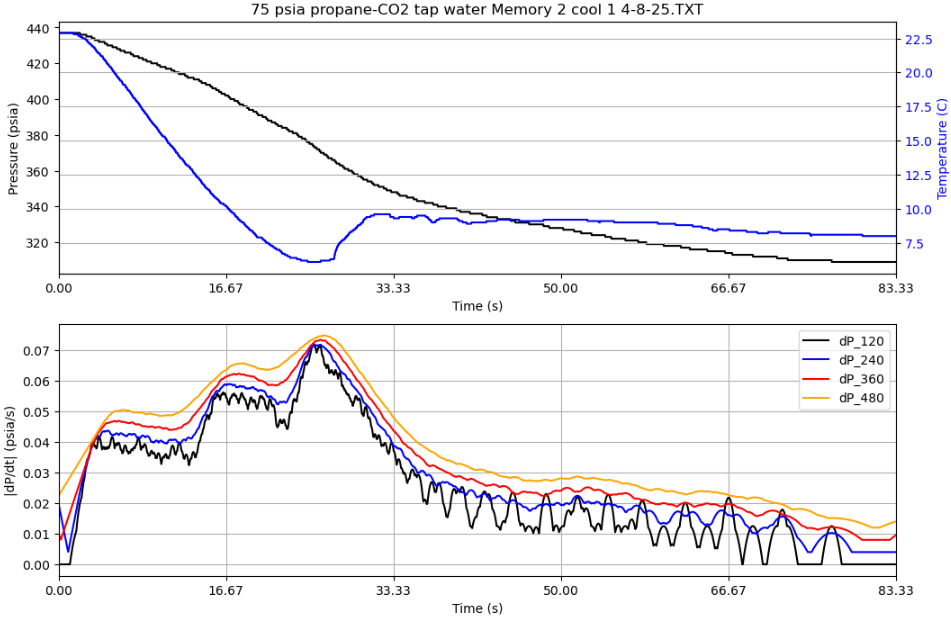 75 psia propane-CO2 tap water Memory 2 cool 1 4-8-25.TXT
Pressure (psia)
440
420
400
380
360
340
320
22.5
20.0
17.5
15.0
12.5
10.0
7.5
Temperature (C)
0.00 16.67 33.33 50.00 66.67 83.33
Time (s)
|dP/dt| (psia/s)
0.07
0.06
0.05
0.04
0.03
0.02
0.01
0.00
dP_120
dP_240
dP_360
dP_480
0.00 16.67 33.33 50.00 66.67 83.33
Time (s)